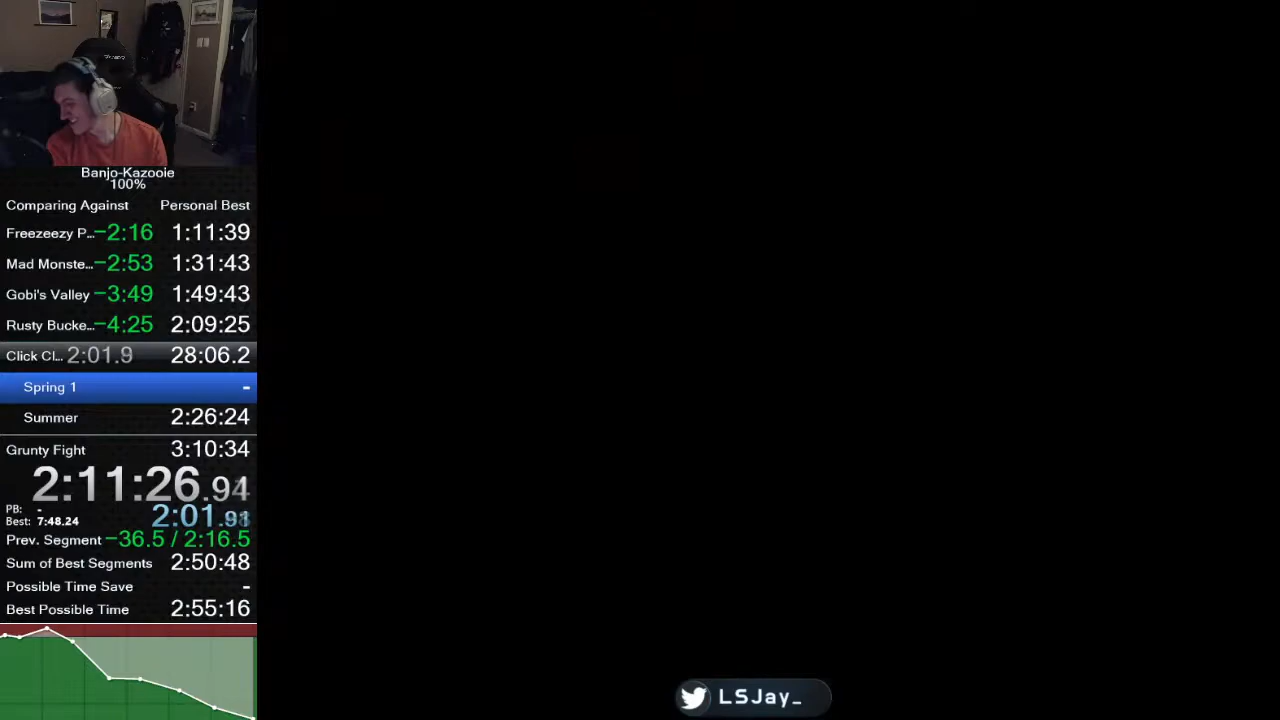 Banjo-Kazooie
100%
Comparing Against Personal Best
Freezeezy P... -2:16 1:11:39
Mad Monste... -2:53 1:31:43
Gobi's Valley -3:49 1:49:43
Rusty Bucke... -4:25 2:09:25
Click Cl... 2:01.9 28:06.2
Spring 1 -
Summer 2:26:24
Grunty Fight 3:10:34
2:11:26.94
PB: -
Best: 7:48.24 2:01.91
Prev. Segment -36.5 / 2:16.5
Sum of Best Segments 2:50:48
Possible Time Save -
Best Possible Time 2:55:16
LSJay_